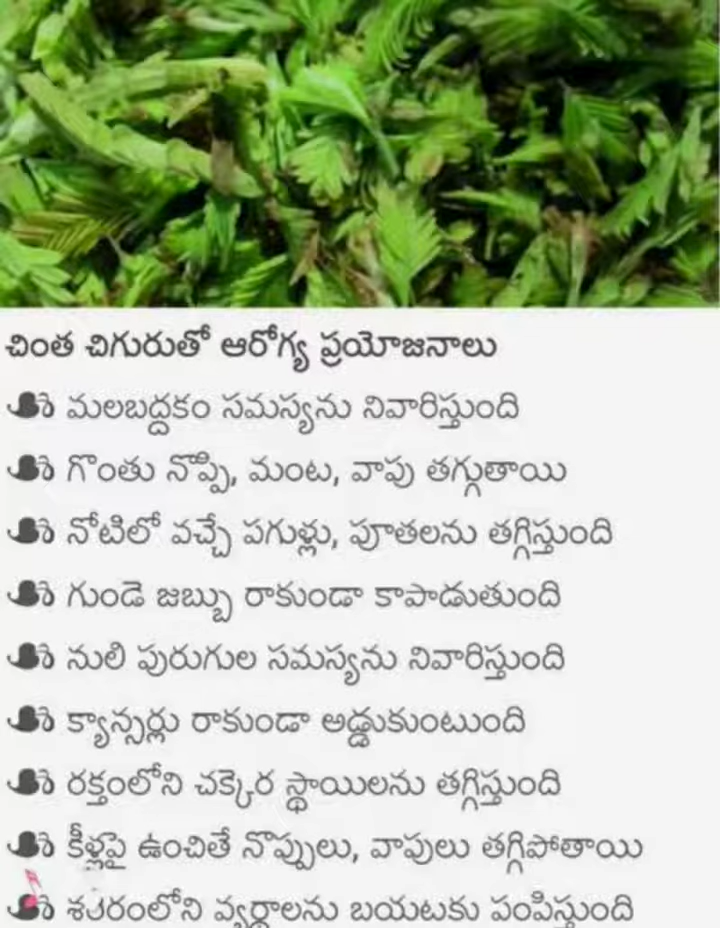 చింత చిగురుతో ఆరోగ్య ప్రయోజనాలు
మలబద్దకం సమస్యను నివారిస్తుంది
గొంతు నొప్పి, మంట, వాపు తగ్గుతాయి
నోటిలో వచ్చే పగుళ్లు, పూతలను తగ్గిస్తుంది
గుండె జబ్బు రాకుండా కాపాడుతుంది
నులి పురుగుల సమస్యను నివారిస్తుంది
క్యాన్సర్లు రాకుండా అడ్డుకుంటుంది
రక్తంలోని చక్కెర స్థాయిలను తగ్గిస్తుంది
కీళ్లపై ఉంచితే నొప్పులు, వాపులు తగ్గిపోతాయి
శరీరంలోని వ్యర్థాలను బయటకు పంపిస్తుంది